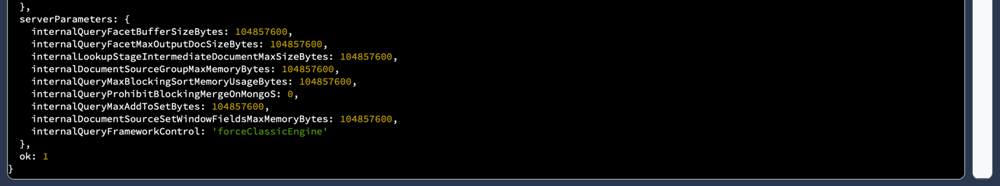 },
serverParameters: {
internalQueryFacetBufferSizeBytes: 104857600,
internalQueryFacetMaxOutputDocSizeBytes: 104857600,
internalLookupStageIntermediateDocumentMaxSizeBytes: 104857600,
internalDocumentSourceGroupMaxMemoryBytes: 104857600,
internalQueryMaxBlockingSortMemoryUsageBytes: 104857600,
internalQueryProhibitBlockingMergeOnMongoS: 0,
internalQueryMaxAddToSetBytes: 104857600,
internalDocumentSourceSetWindowFieldsMaxMemoryBytes: 104857600,
internalQueryFrameworkControl: 'forceClassicEngine'
},
ok: 1
}